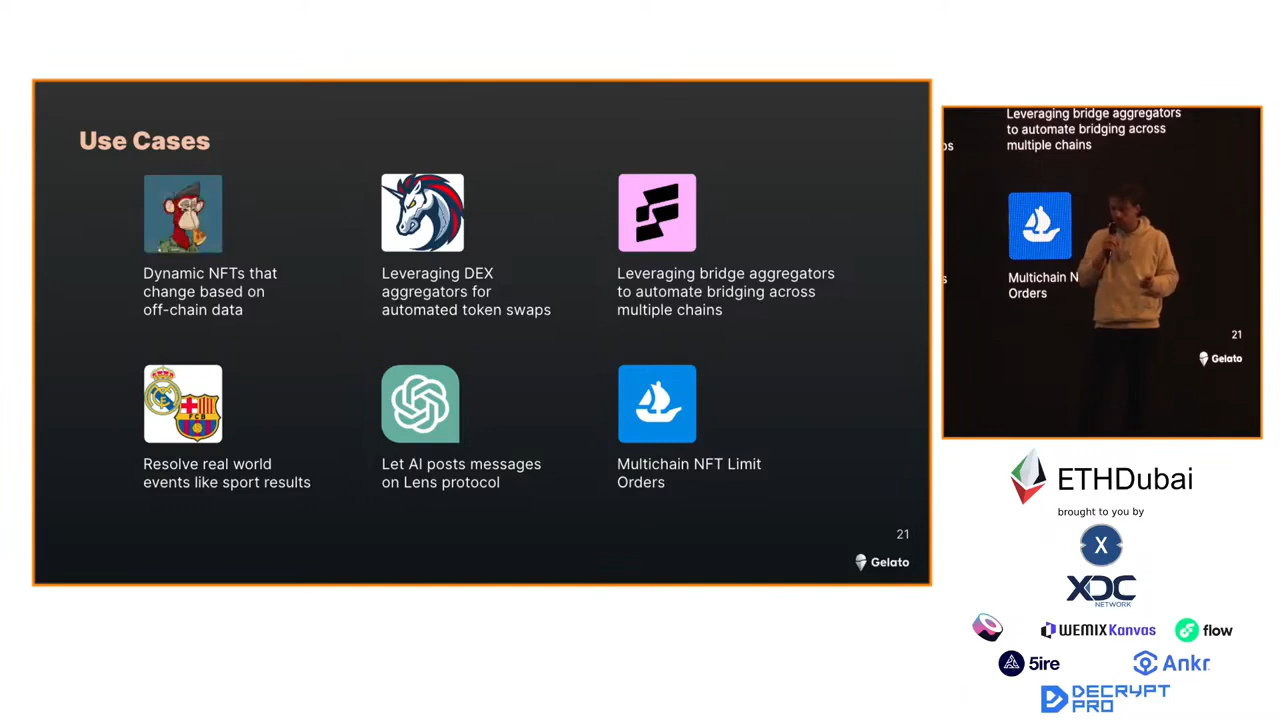 Use Cases
Dynamic NFTs that
change based on
off-chain data
Leveraging DEX
aggregators for
automated token swaps
Leveraging bridge aggregators
to automate bridging across
multiple chains
Resolve real world
events like sport results
Let AI posts messages
on Lens protocol
Multichain NFT Limit
Orders
21
Gelato
FCB
Leveraging bridge aggregators
to automate bridging across
multiple chains
Multichain N
Orders
21
Gelato
ETHDubai
brought to you by
X
XDC
NETWORK
WEMIX Kanvas
flow
5ire
Ankr
DECRYPT
PRO